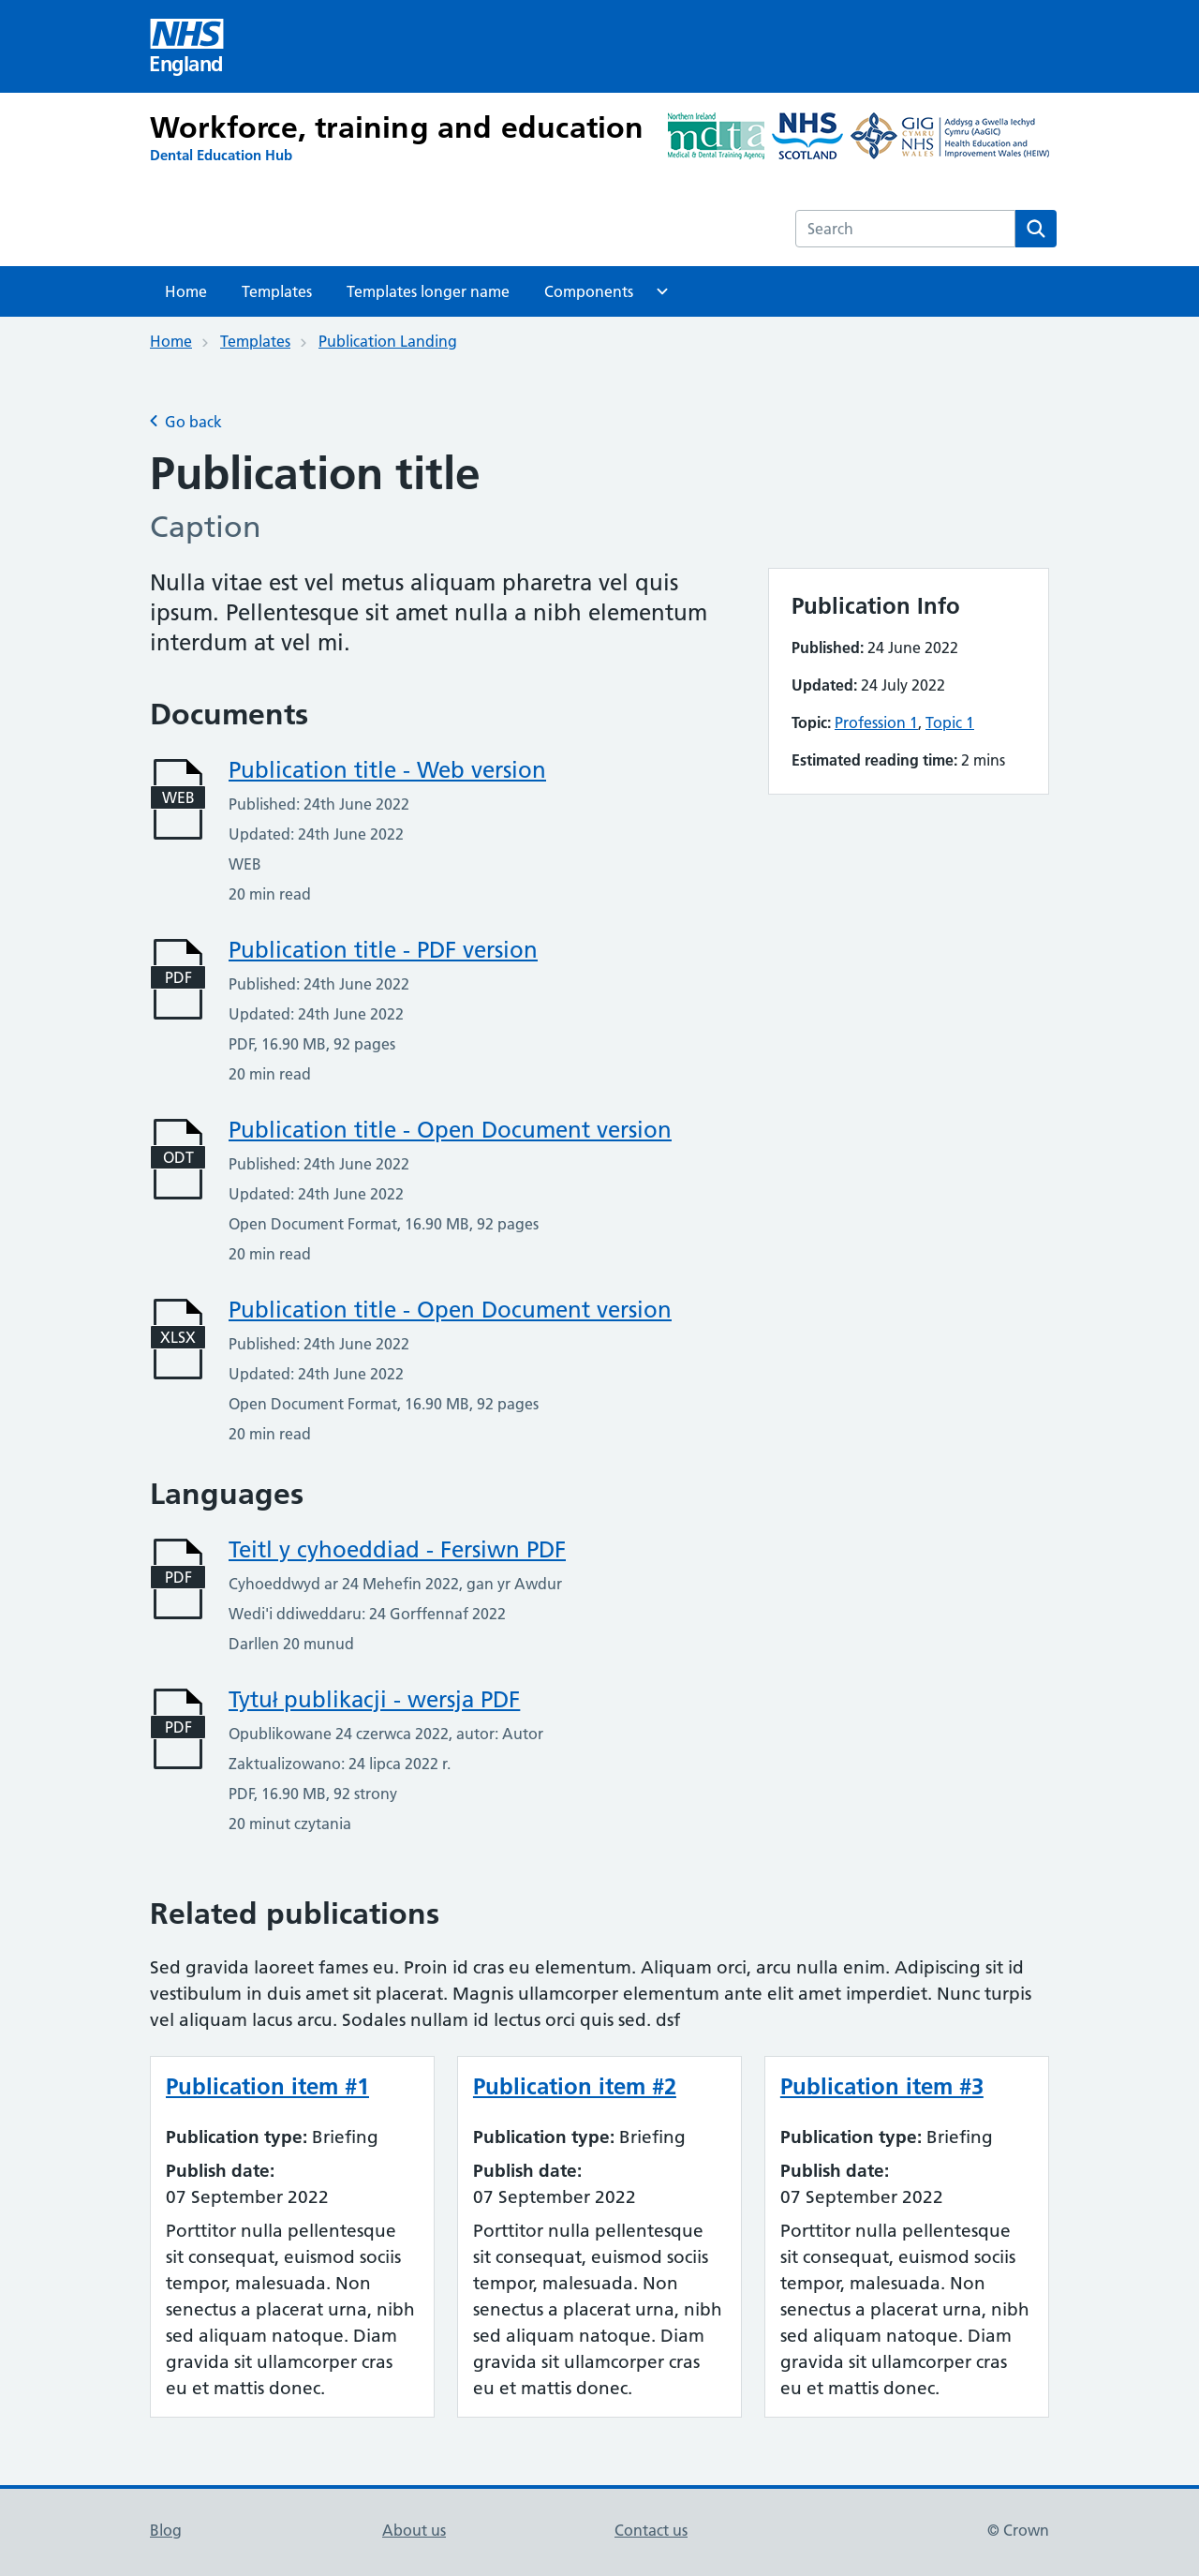 NHS
England
Workforce, training and education
Dental Education Hub
Northern Ireland
mdta
Medical & Dental Training Agency
NHS
SCOTLAND
GIG
CYMRU
NHS
WALES
Addysg a Gwella Iechyd
Cymru (AaGIC)
Health Education and
Improvement Wales (HEIW)
Search
Home Templates Templates longer name Components
Home Templates Publication Landing
Go back
Publication title
Caption
Nulla vitae est vel metus aliquam pharetra vel quis
ipsum. Pellentesque sit amet nulla a nibh elementum
interdum at vel mi.
Publication Info
Published: 24 June 2022
Updated: 24 July 2022
Topic: Profession 1, Topic 1
Estimated reading time: 2 mins
Documents
WEB
Publication title - Web version
Published: 24th June 2022
Updated: 24th June 2022
WEB
20 min read
PDF
Publication title - PDF version
Published: 24th June 2022
Updated: 24th June 2022
PDF, 16.90 MB, 92 pages
20 min read
ODT
Publication title - Open Document version
Published: 24th June 2022
Updated: 24th June 2022
Open Document Format, 16.90 MB, 92 pages
20 min read
XLSX
Publication title - Open Document version
Published: 24th June 2022
Updated: 24th June 2022
Open Document Format, 16.90 MB, 92 pages
20 min read
Languages
PDF
Teitl y cyhoeddiad - Fersiwn PDF
Cyhoeddwyd ar 24 Mehefin 2022, gan yr Awdur
Wedi'i ddiweddaru: 24 Gorffennaf 2022
Darllen 20 munud
PDF
Tytuł publikacji - wersja PDF
Opublikowane 24 czerwca 2022, autor: Autor
Zaktualizowano: 24 lipca 2022 r.
PDF, 16.90 MB, 92 strony
20 minut czytania
Related publications
Sed gravida laoreet fames eu. Proin id cras eu elementum. Aliquam orci, arcu nulla enim. Adipiscing sit id
vestibulum in duis amet sit placerat. Magnis ullamcorper elementum ante elit amet imperdiet. Nunc turpis
vel aliquam lacus arcu. Sodales nullam id lectus orci quis sed. dsf
Publication item #1
Publication type: Briefing
Publish date:
07 September 2022
Porttitor nulla pellentesque
sit consequat, euismod sociis
tempor, malesuada. Non
senectus a placerat urna, nibh
sed aliquam natoque. Diam
gravida sit ullamcorper cras
eu et mattis donec.
Publication item #2
Publication type: Briefing
Publish date:
07 September 2022
Porttitor nulla pellentesque
sit consequat, euismod sociis
tempor, malesuada. Non
senectus a placerat urna, nibh
sed aliquam natoque. Diam
gravida sit ullamcorper cras
eu et mattis donec.
Publication item #3
Publication type: Briefing
Publish date:
07 September 2022
Porttitor nulla pellentesque
sit consequat, euismod sociis
tempor, malesuada. Non
senectus a placerat urna, nibh
sed aliquam natoque. Diam
gravida sit ullamcorper cras
eu et mattis donec.
Blog About us Contact us © Crown